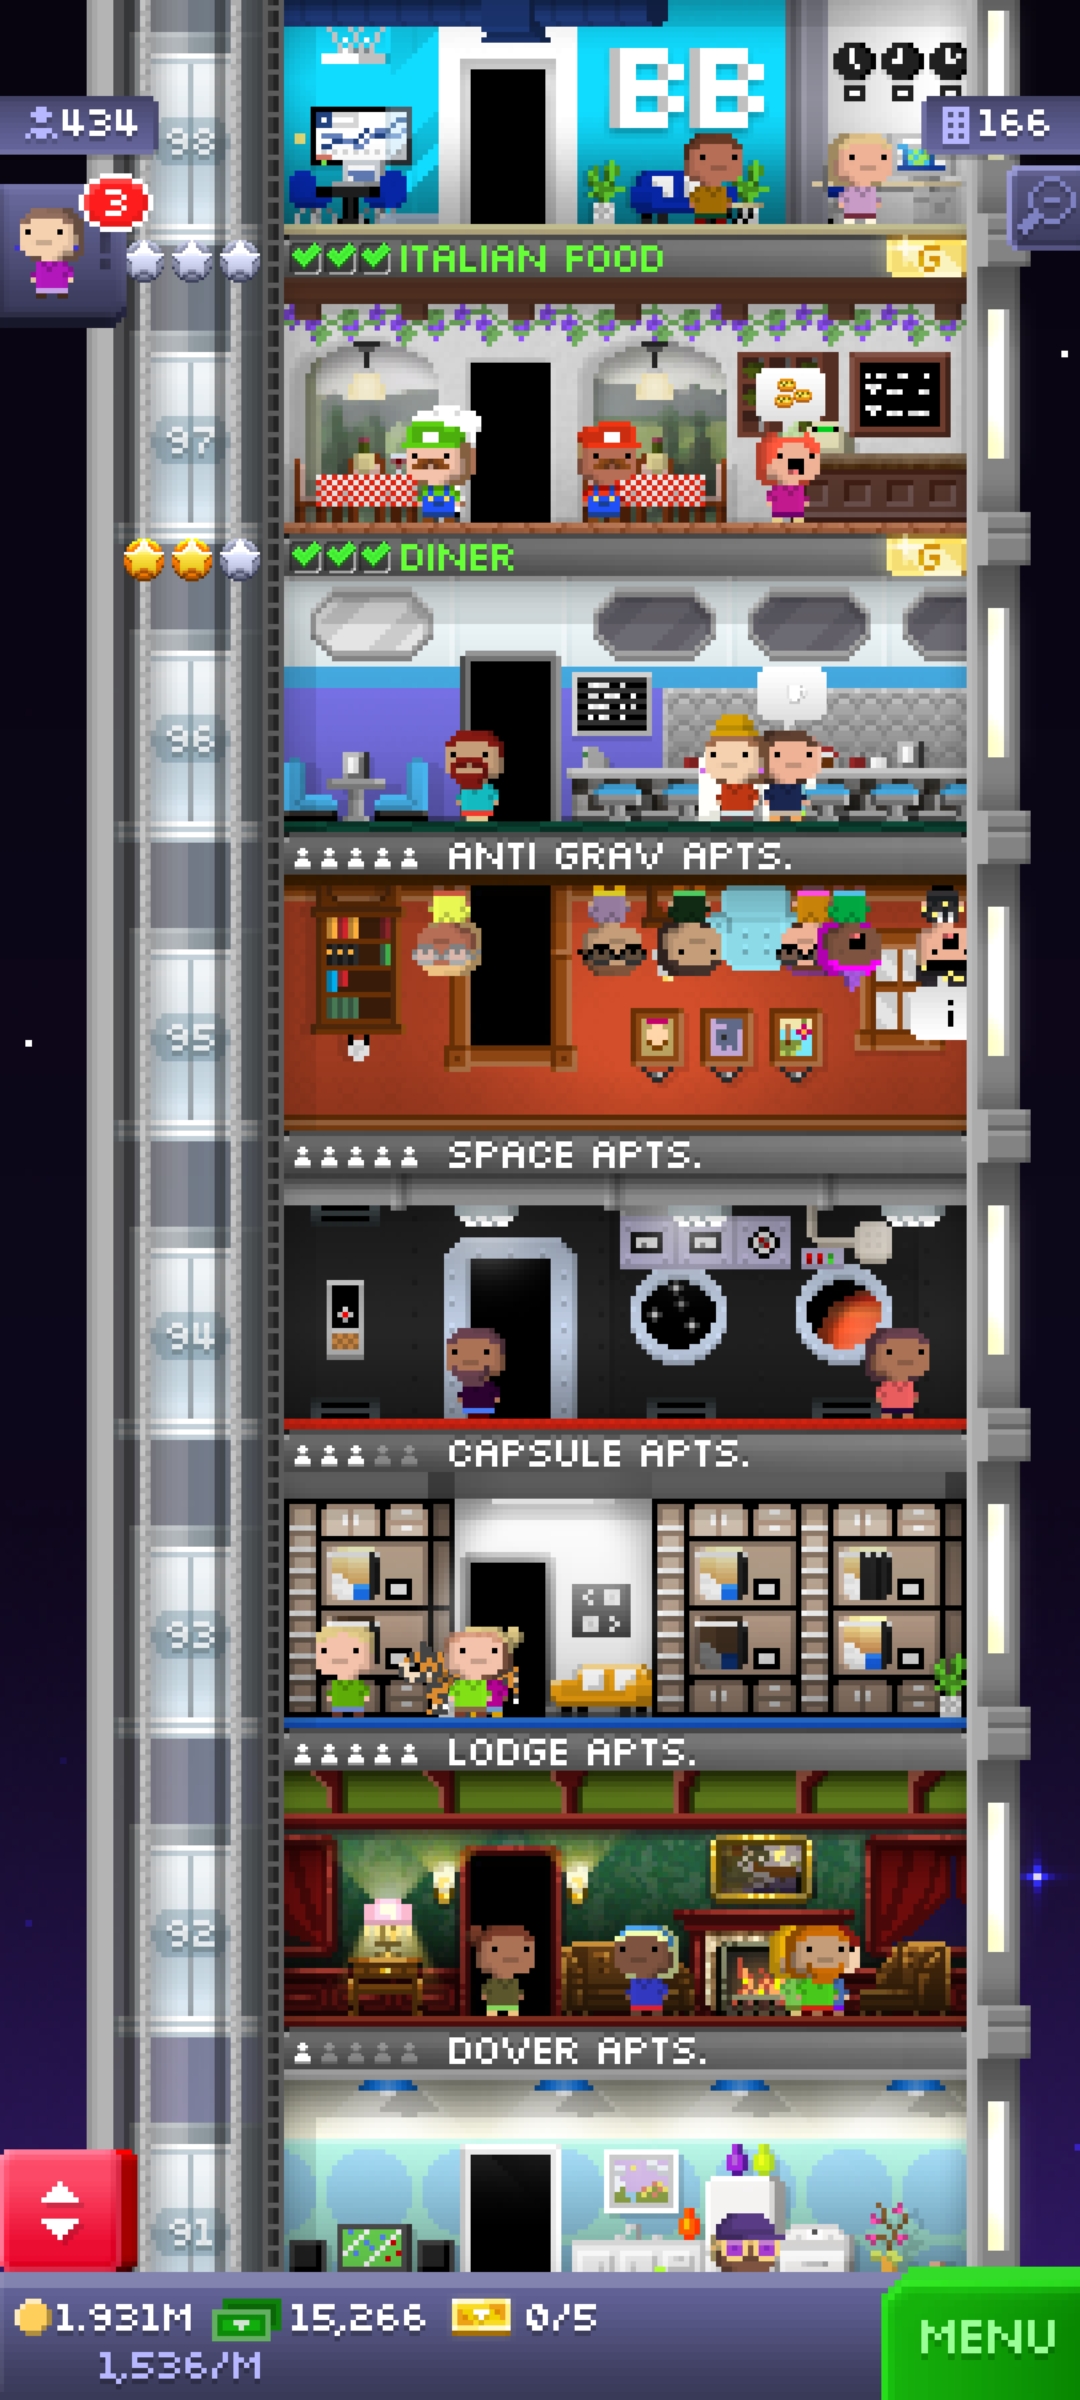 BB
98
434
166
3
ITALIAN FOOD
G
97
DINER
G
96
ANTI GRAV APTS.
i
95
SPACE APTS.
94
CAPSULE APTS.
93
LODGE APTS.
92
DOVER APTS.
91
1.931M 15,266 0/5
1,536/M
MENU